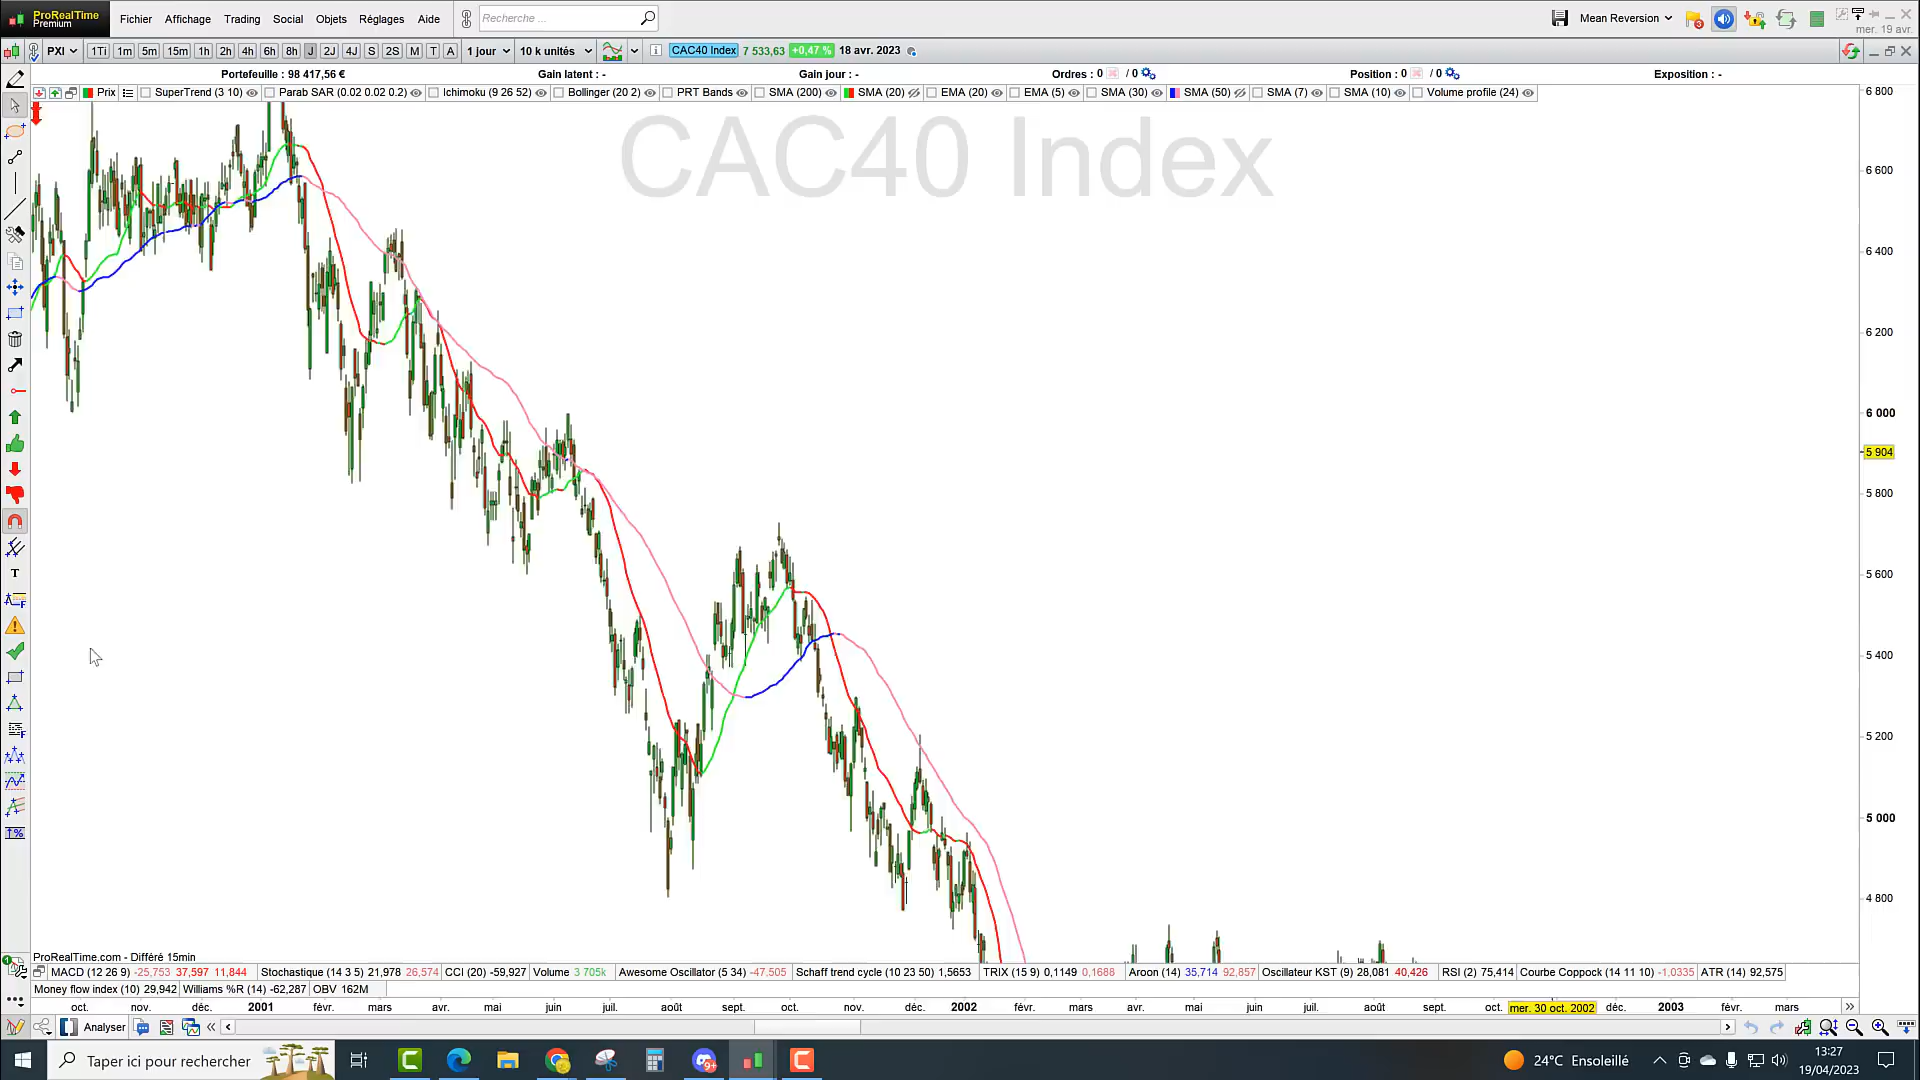 ProRealTime Premium Fichier Affichage Trading Social Objets Réglages Aide Recherche ... Mean Reversion 3
mer. 19 avr.
PXI 1Ti 1m 5m 15m 1h 2h 4h 6h 8h J 2J 4J S 2S M T A 1 jour 10 k unités i CAC40 Index 7 533,63 +0,47 % 18 avr. 2023
Portefeuille : 98 417,56 € Gain latent : - Gain jour : - Ordres : 0 / 0 Position : 0 / 0 Exposition : -
Prix SuperTrend (3 10) Parab SAR (0.02 0.02 0.2) Ichimoku (9 26 52) Bollinger (20 2) PRT Bands SMA (200) SMA (20) EMA (20) EMA (5) SMA (30) SMA (50) SMA (7) SMA (10) Volume profile (24)
CAC40 Index
6 800
6 600
6 400
6 200
6 000
5 904
5 800
5 600
5 400
5 200
5 000
4 800
T
ProRealTime.com - Différé 15min
MACD (12 26 9) -25,753 37,597 11,844 Stochastique (14 3 5) 21,978 26,574 CCI (20) -59,927 Volume 3 705k Awesome Oscillator (5 34) -47,505 Schaff trend cycle (10 23 50) 1,5653 TRIX (15 9) 0,1149 0,1688 Aroon (14) 35,714 92,857 Oscillateur KST (9) 28,081 40,426 RSI (2) 75,414 Courbe Coppock (14 11 10) -1,0335 ATR (14) 92,575
Money flow index (10) 29,942 Williams %R (14) -62,287 OBV 162M
oct. nov. déc. 2001 févr. mars avr. mai juin juil. août sept. oct. nov. déc. 2002 févr. mars avr. mai juin juil. août sept. oct. mer. 30 oct. 2002 déc. 2003 févr. mars
Analyser
Taper ici pour rechercher 24°C Ensoleillé 13:27
19/04/2023